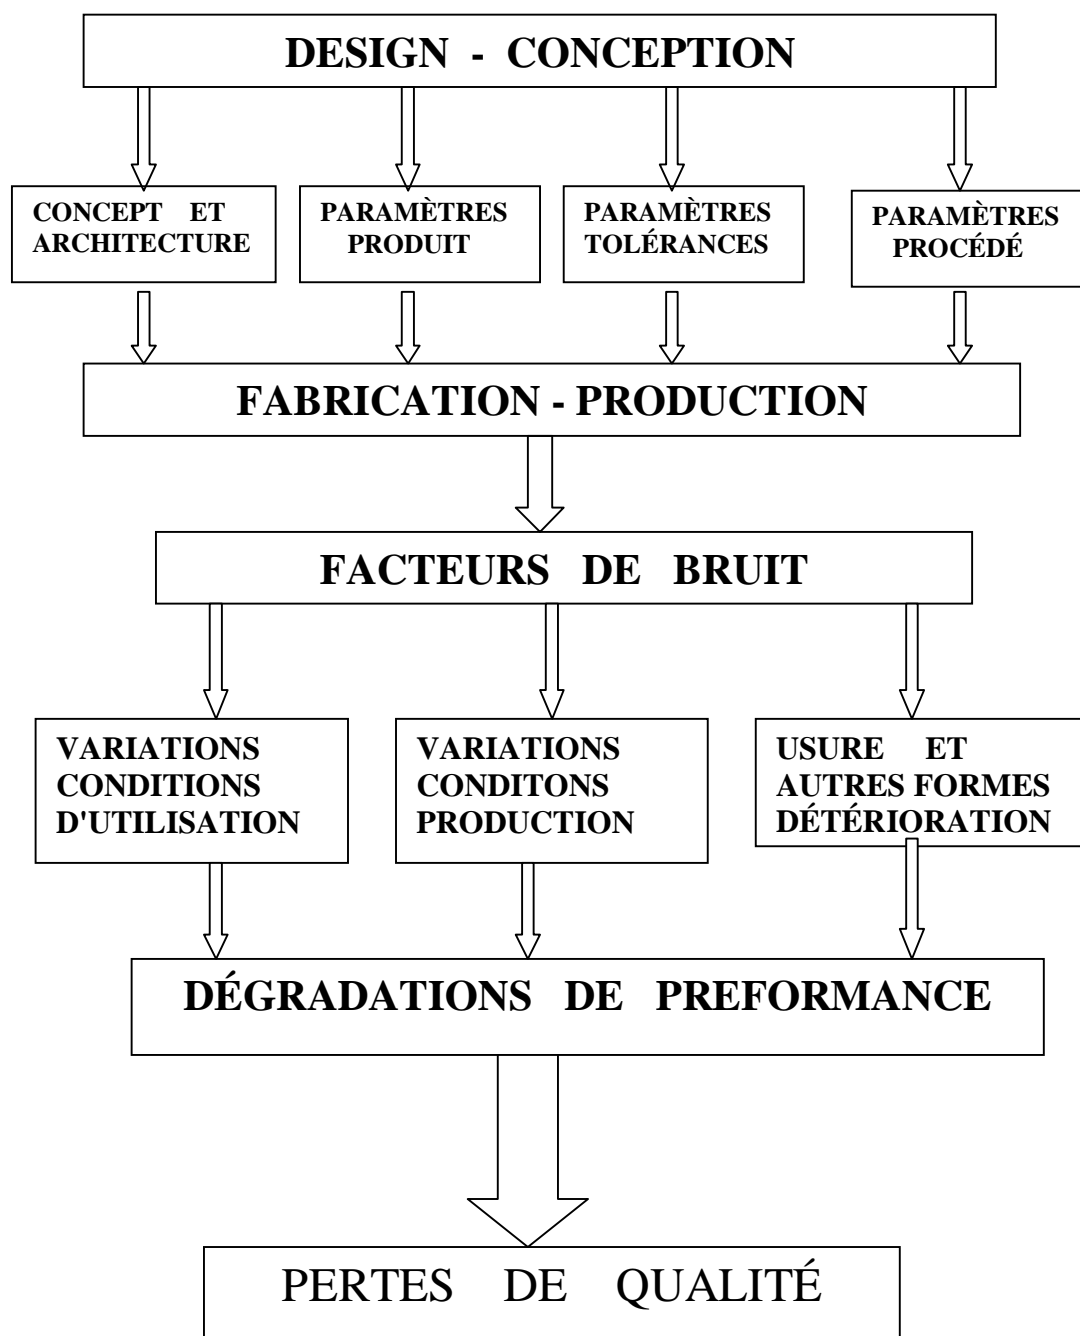 DESIGN - CONCEPTION
CONCEPT ET
ARCHITECTURE
PARAMÈTRES
PRODUIT
PARAMÈTRES
TOLÉRANCES
PARAMÈTRES
PROCÉDÉ
FABRICATION - PRODUCTION
FACTEURS DE BRUIT
VARIATIONS
CONDITIONS
D'UTILISATION
VARIATIONS
CONDITONS
PRODUCTION
USURE ET
AUTRES FORMES
DÉTÉRIORATION
DÉGRADATIONS DE PREFORMANCE
PERTES DE QUALITÉ